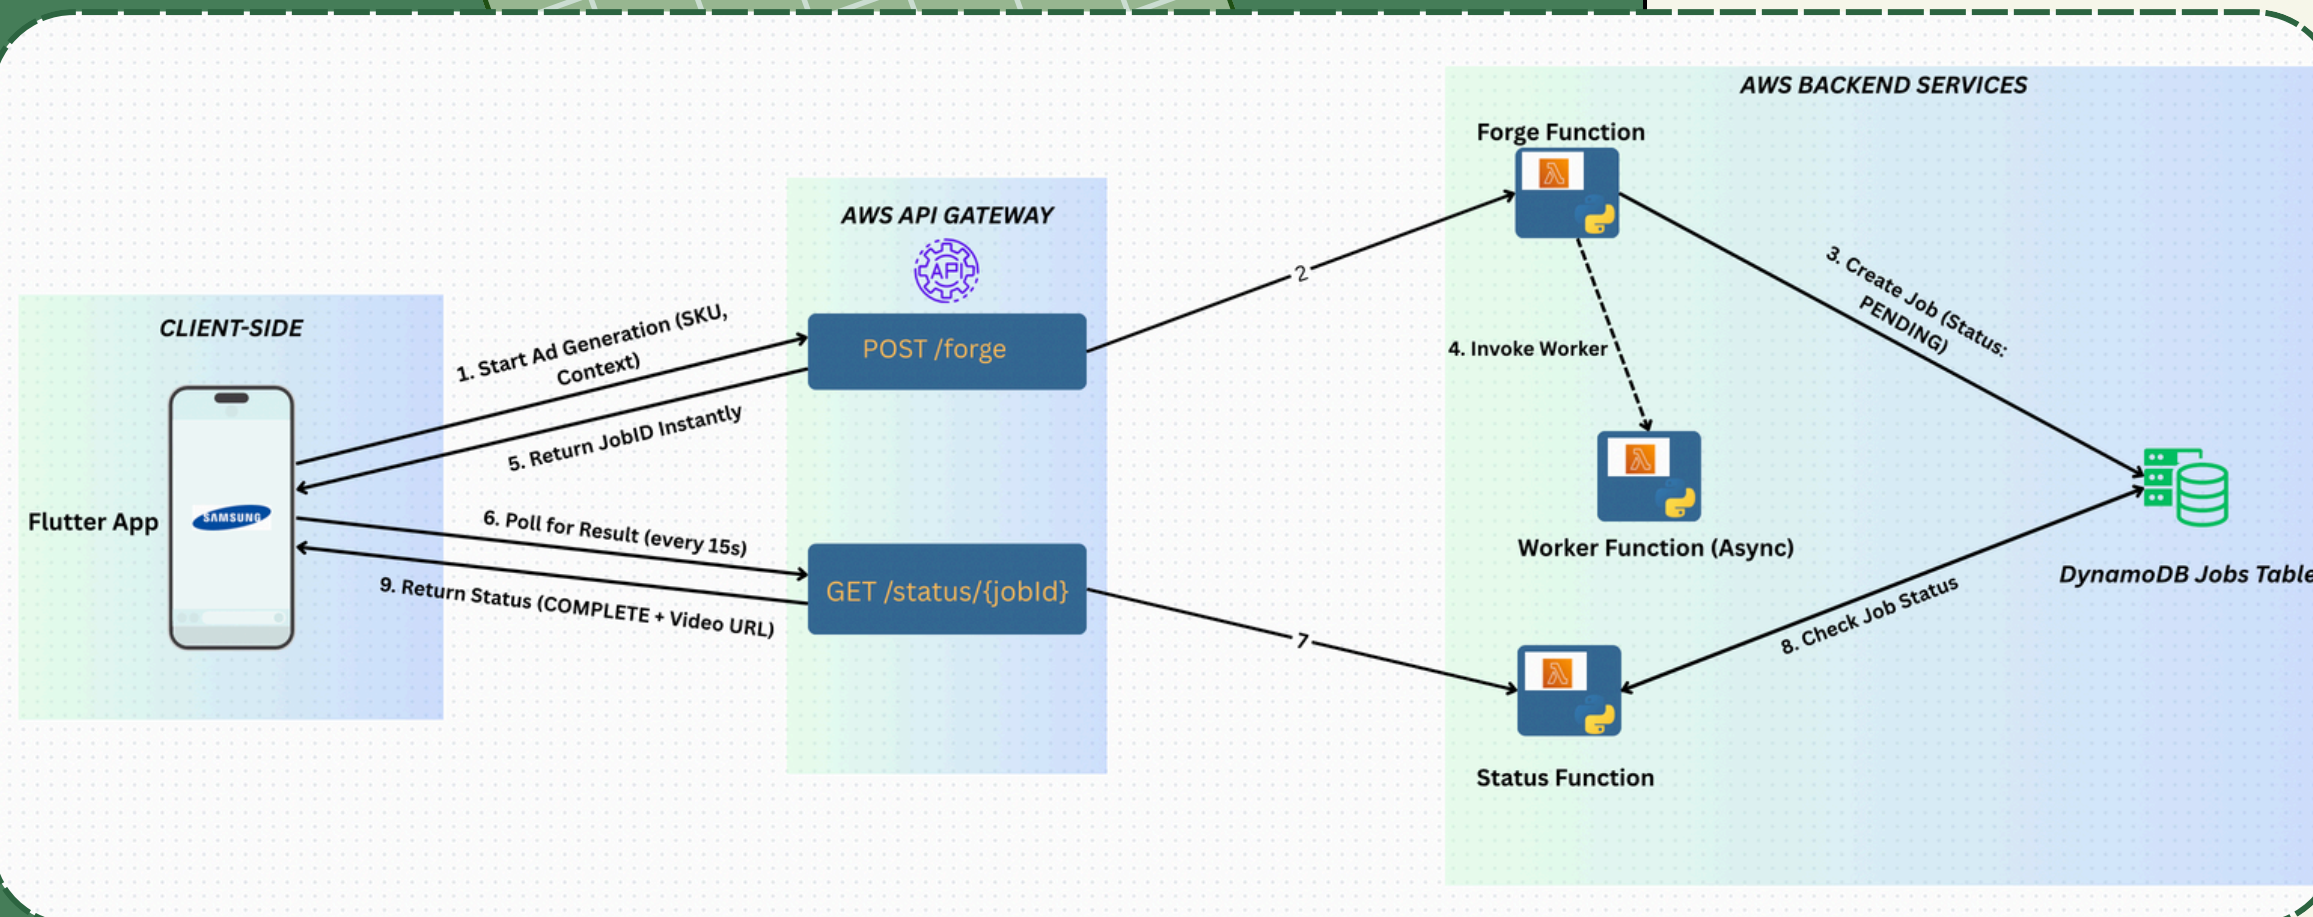 AWS BACKEND SERVICES
Forge Function
AWS API GATEWAY
API
CLIENT-SIDE
1. Start Ad Generation (SKU,
Context)
POST /forge
2
3. Create Job (Status:
PENDING)
4. Invoke Worker
5. Return JobID Instantly
Flutter App
SAMSUNG
6. Poll for Result (every 15s)
Worker Function (Async)
DynamoDB Jobs Table
GET /status/{jobId}
9. Return Status (COMPLETE + Video URL)
7
8. Check Job Status
Status Function